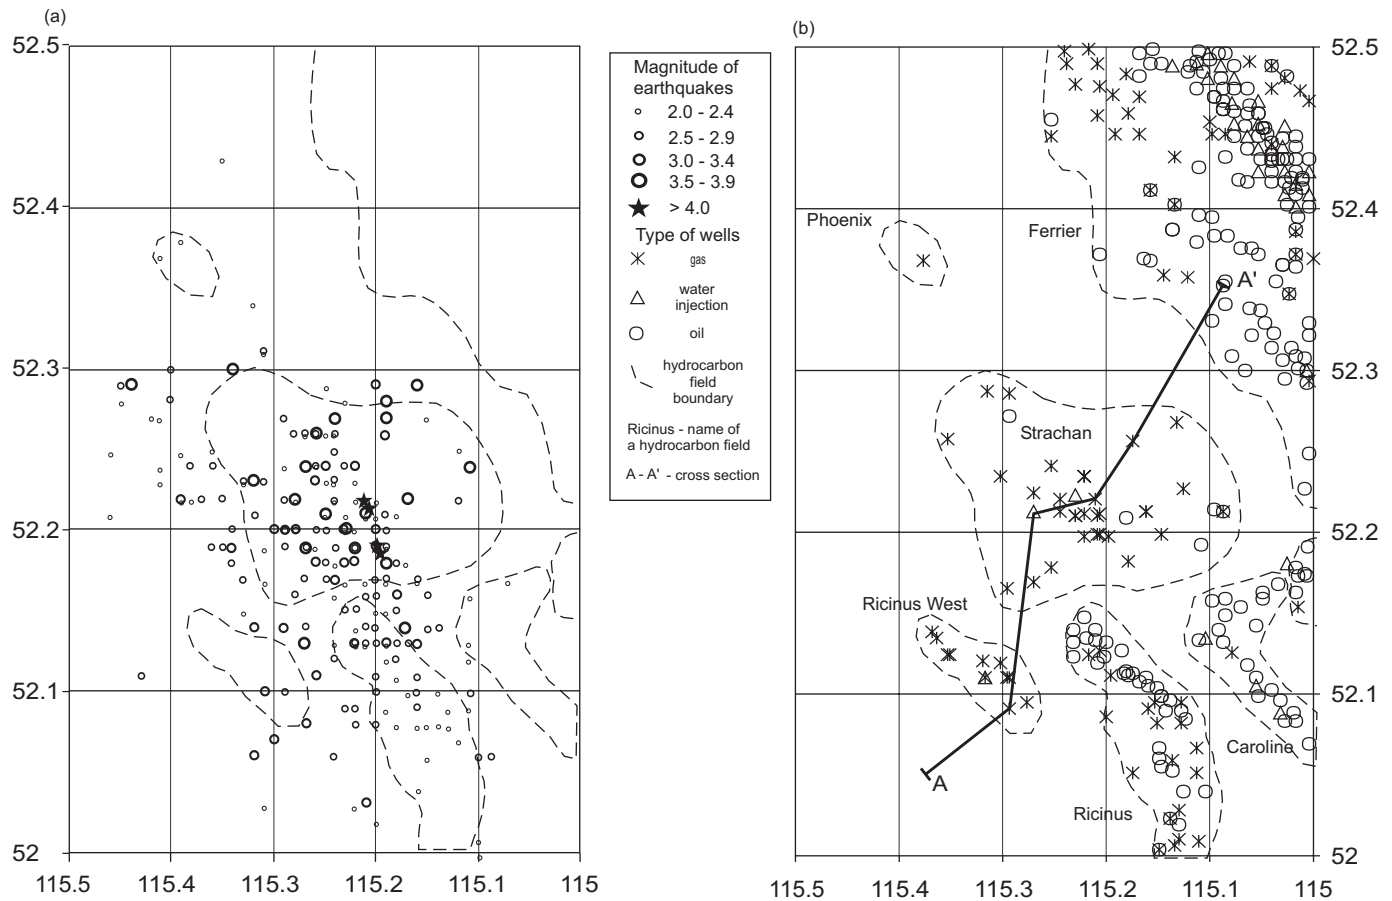 (a)
52.5
52.4
52.3
52.2
52.1
52
115.5
115.4
115.3
115.2
115.1
115
Magnitude of
earthquakes
2.0 - 2.4
2.5 - 2.9
3.0 - 3.4
3.5 - 3.9
> 4.0
Type of wells
gas
water
injection
oil
hydrocarbon
field
boundary
Ricinus - name of
a hydrocarbon field
A - A' - cross section
(b)
52.5
52.4
52.3
52.2
52.1
52
115.5
115.4
115.3
115.2
115.1
115
Phoenix
Ferrier
A'
Strachan
Ricinus West
Caroline
A
Ricinus